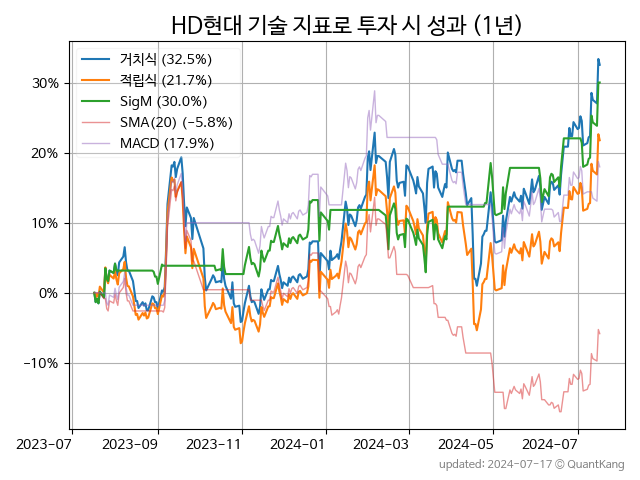 HD현대 기술 지표로 투자 시 성과 (1년)
거치식 (32.5%)
적립식 (21.7%)
SigM (30.0%)
SMA(20) (−5.8%)
MACD (17.9%)
30%
20%
10%
0%
−10%
2023-07 2023-09 2023-11 2024-01 2024-03 2024-05 2024-07
updated: 2024-07-17 © QuantKang